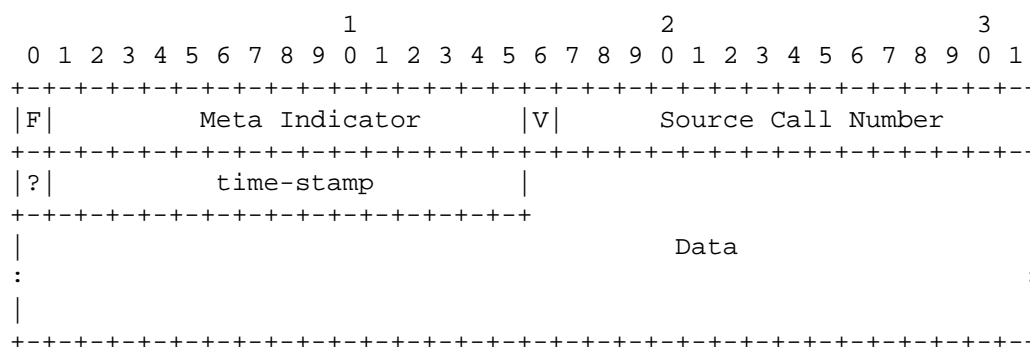 1                   2                   3
 0 1 2 3 4 5 6 7 8 9 0 1 2 3 4 5 6 7 8 9 0 1 2 3 4 5 6 7 8 9 0 1
+-+-+-+-+-+-+-+-+-+-+-+-+-+-+-+-+-+-+-+-+-+-+-+-+-+-+-+-+-+-+-+--
|F|         Meta Indicator      |V|      Source Call Number
+-+-+-+-+-+-+-+-+-+-+-+-+-+-+-+-+-+-+-+-+-+-+-+-+-+-+-+-+-+-+-+--
|?|          time-stamp         |
+-+-+-+-+-+-+-+-+-+-+-+-+-+-+-+-+
|                                         Data
:                                                               :
|
+-+-+-+-+-+-+-+-+-+-+-+-+-+-+-+-+-+-+-+-+-+-+-+-+-+-+-+-+-+-+-+--